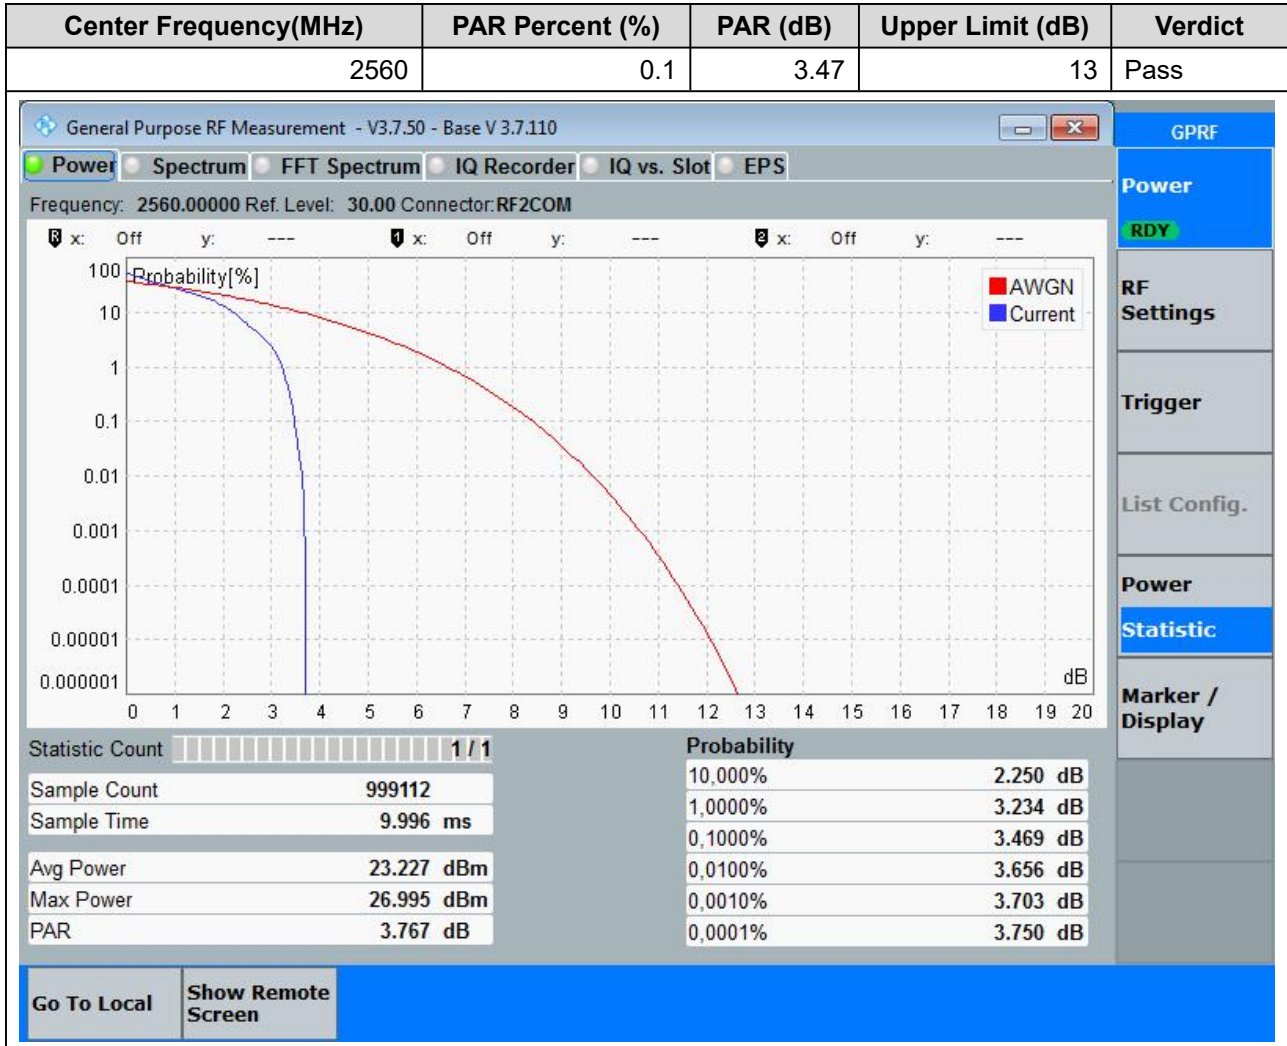 Center Frequency(MHz) PAR Percent (%) PAR (dB) Upper Limit (dB) Verdict
2560 0.1 3.47 13 Pass
General Purpose RF Measurement - V3.7.50 - Base V 3.7.110
GPRF
Power Spectrum FFT Spectrum IQ Recorder IQ vs. Slot EPS
Frequency: 2560.00000 Ref. Level: 30.00 Connector:RF2COM
R x: Off y: --- 1 x: Off y: --- 2 x: Off y: ---
Probability[%]
AWGN
Current
100
10
1
0.1
0.01
0.001
0.0001
0.00001
0.000001
dB
0 1 2 3 4 5 6 7 8 9 10 11 12 13 14 15 16 17 18 19 20
Statistic Count 1 / 1
Sample Count 999112
Sample Time 9.996 ms
Avg Power 23.227 dBm
Max Power 26.995 dBm
PAR 3.767 dB
Probability
10,000% 2.250 dB
1,0000% 3.234 dB
0,1000% 3.469 dB
0,0100% 3.656 dB
0,0010% 3.703 dB
0,0001% 3.750 dB
Power
RDY
RF
Settings
Trigger
List Config.
Power
Statistic
Marker /
Display
Go To Local
Show Remote
Screen